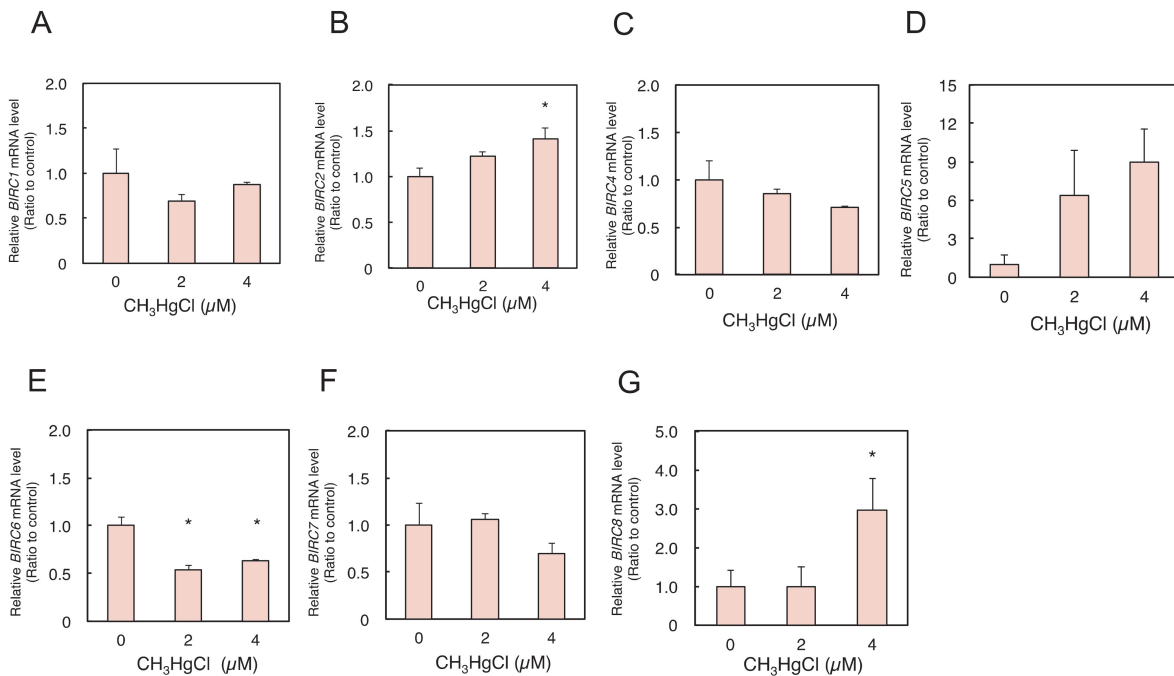 A
Relative BIRC1 mRNA level
(Ratio to control)
2.0
1.5
1.0
0.5
0
0 2 4
CH₃HgCl (µM)
B
Relative BIRC2 mRNA level
(Ratio to control)
2.0
1.5
1.0
0.5
0
*
0 2 4
CH₃HgCl (µM)
C
Relative BIRC4 mRNA level
(Ratio to control)
2.0
1.5
1.0
0.5
0
0 2 4
CH₃HgCl (µM)
D
Relative BIRC5 mRNA level
(Ratio to control)
15
12
9
6
3
0
0 2 4
CH₃HgCl (µM)
E
Relative BIRC6 mRNA level
(Ratio to control)
2.0
1.5
1.0
0.5
0
* *
0 2 4
CH₃HgCl (µM)
F
Relative BIRC7 mRNA level
(Ratio to control)
2.0
1.5
1.0
0.5
0
0 2 4
CH₃HgCl (µM)
G
Relative BIRC8 mRNA level
(Ratio to control)
5.0
4.0
3.0
2.0
1.0
0
*
0 2 4
CH₃HgCl (µM)